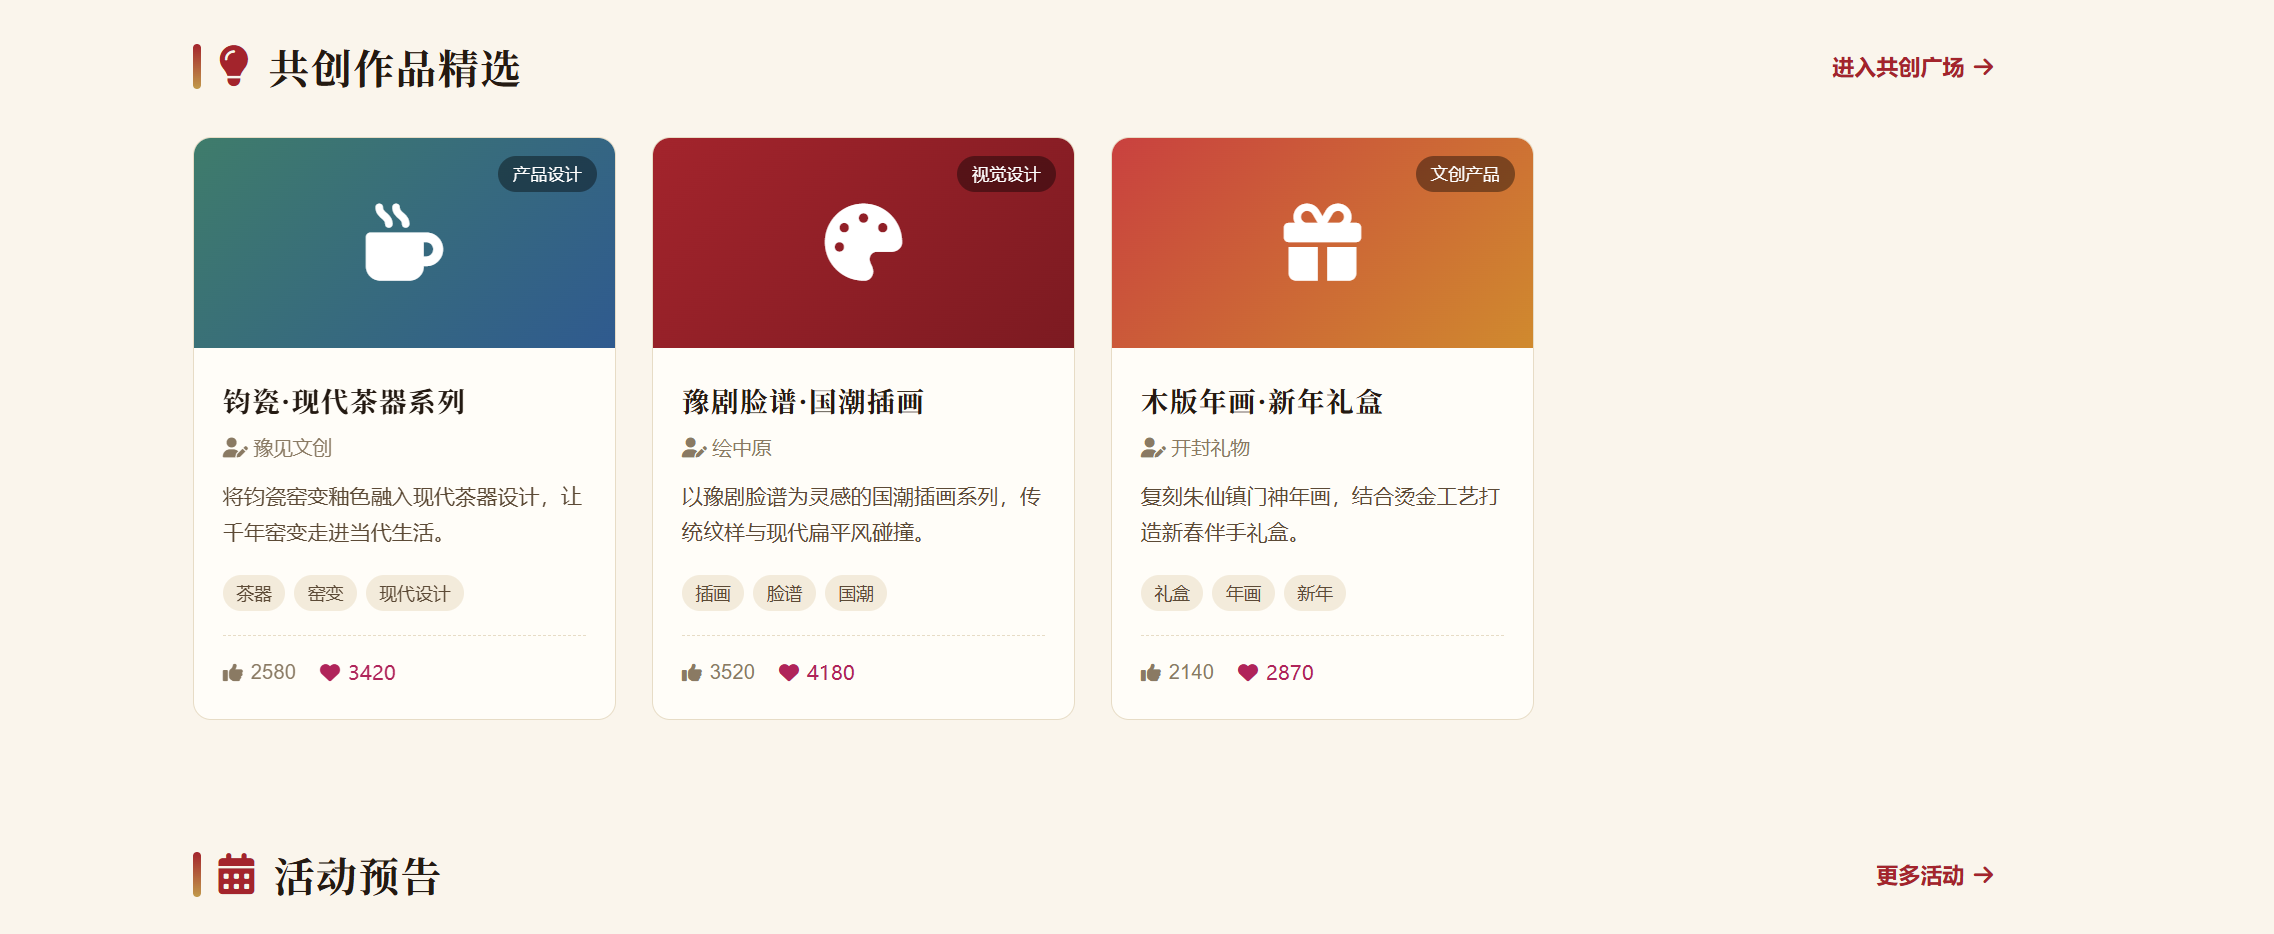 共创作品精选
进入共创广场
产品设计
钧瓷·现代茶器系列
豫见文创
将钧瓷窑变釉色融入现代茶器设计，让
千年窑变走进当代生活。
茶器 窑变 现代设计
2580 3420
视觉设计
豫剧脸谱·国潮插画
绘中原
以豫剧脸谱为灵感的国潮插画系列，传
统纹样与现代扁平风碰撞。
插画 脸谱 国潮
3520 4180
文创产品
木版年画·新年礼盒
开封礼物
复刻朱仙镇门神年画，结合烫金工艺打
造新春伴手礼盒。
礼盒 年画 新年
2140 2870
活动预告
更多活动